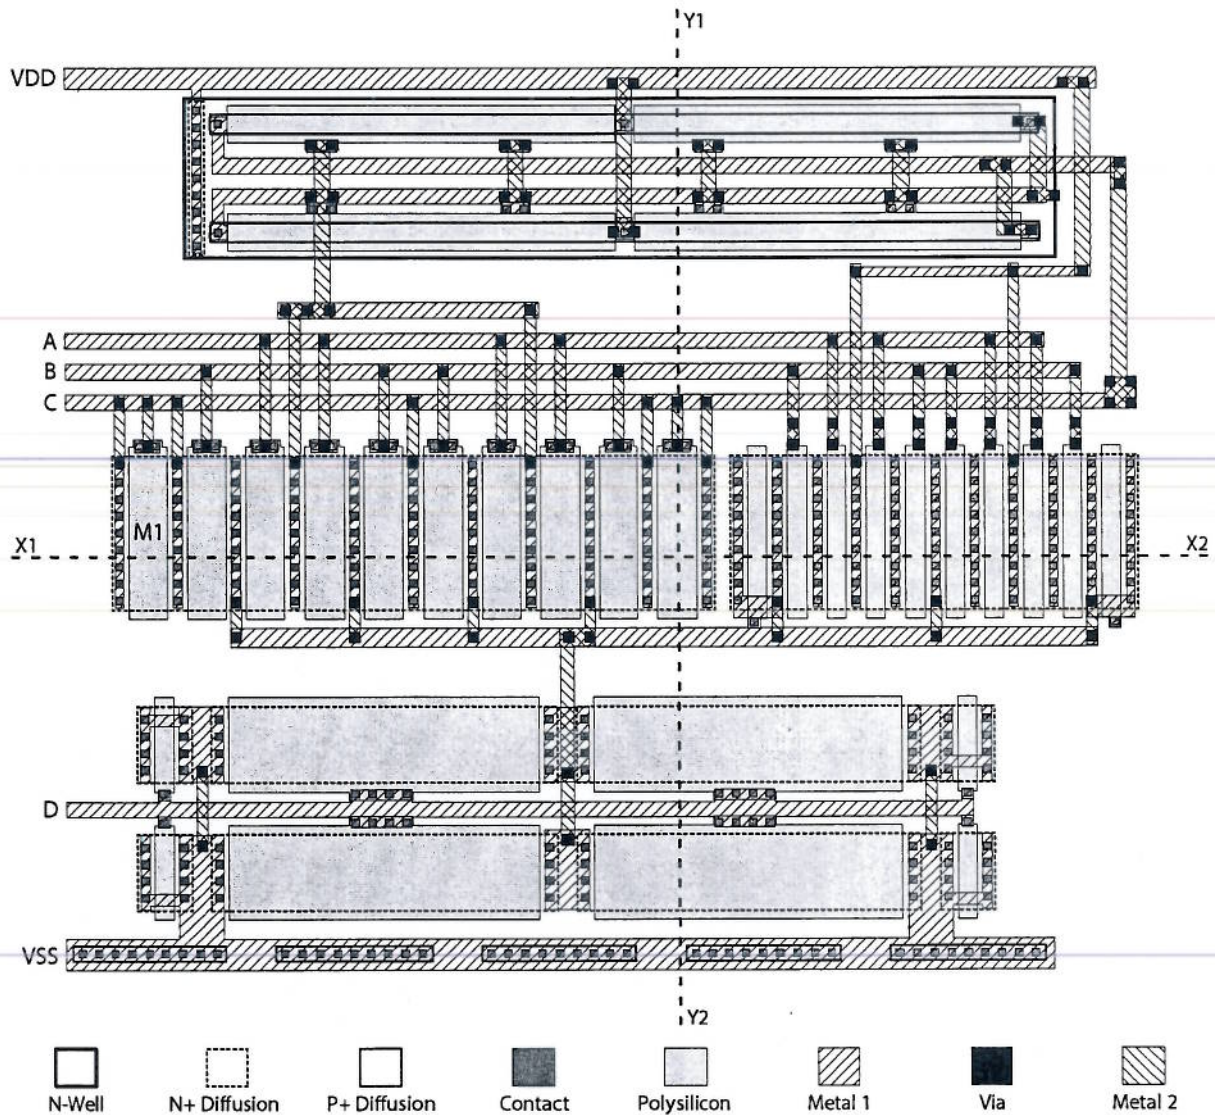 Y1
VDD
A
B
C
M1
X1
X2
D
VSS
Y2
N-Well
N+ Diffusion
P+ Diffusion
Contact
Polysilicon
Metal 1
Via
Metal 2